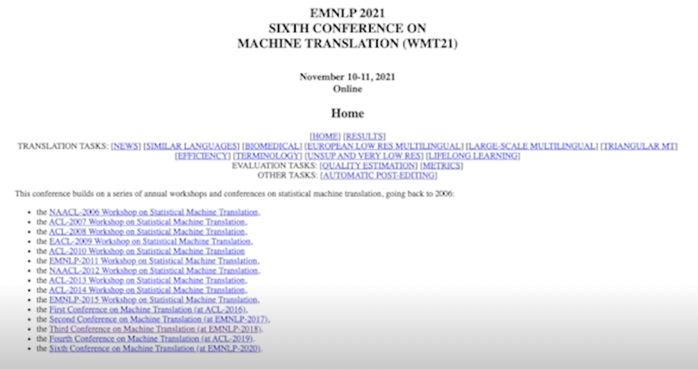 EMNLP 2021
SIXTH CONFERENCE ON
MACHINE TRANSLATION (WMT21)
November 10-11, 2021
Online
Home
[HOME] [RESULTS]
TRANSLATION TASKS: [NEWS] [SIMILAR LANGUAGES] [BIOMEDICAL] [EUROPEAN LOW RES MULTILINGUAL] [LARGE-SCALE MULTILINGUAL] [TRIANGULAR MT]
[EFFICIENCY] [TERMINOLOGY] [UNSUP AND VERY LOW RES] [LIFELONG LEARNING]
EVALUATION TASKS: [QUALITY ESTIMATION] [METRICS]
OTHER TASKS: [AUTOMATIC POST-EDITING]
This conference builds on a series of annual workshops and conferences on statistical machine translation, going back to 2006:
• the NAACL-2006 Workshop on Statistical Machine Translation,
• the ACL-2007 Workshop on Statistical Machine Translation,
• the ACL-2008 Workshop on Statistical Machine Translation,
• the EACL-2009 Workshop on Statistical Machine Translation,
• the ACL-2010 Workshop on Statistical Machine Translation
• the EMNLP-2011 Workshop on Statistical Machine Translation,
• the NAACL-2012 Workshop on Statistical Machine Translation,
• the ACL-2013 Workshop on Statistical Machine Translation,
• the ACL-2014 Workshop on Statistical Machine Translation,
• the EMNLP-2015 Workshop on Statistical Machine Translation,
• the First Conference on Machine Translation (at ACL-2016),
• the Second Conference on Machine Translation (at EMNLP-2017),
• the Third Conference on Machine Translation (at EMNLP-2018).
• the Fourth Conference on Machine Translation (at ACL-2019).
• the Sixth Conference on Machine Translation (at EMNLP-2020).